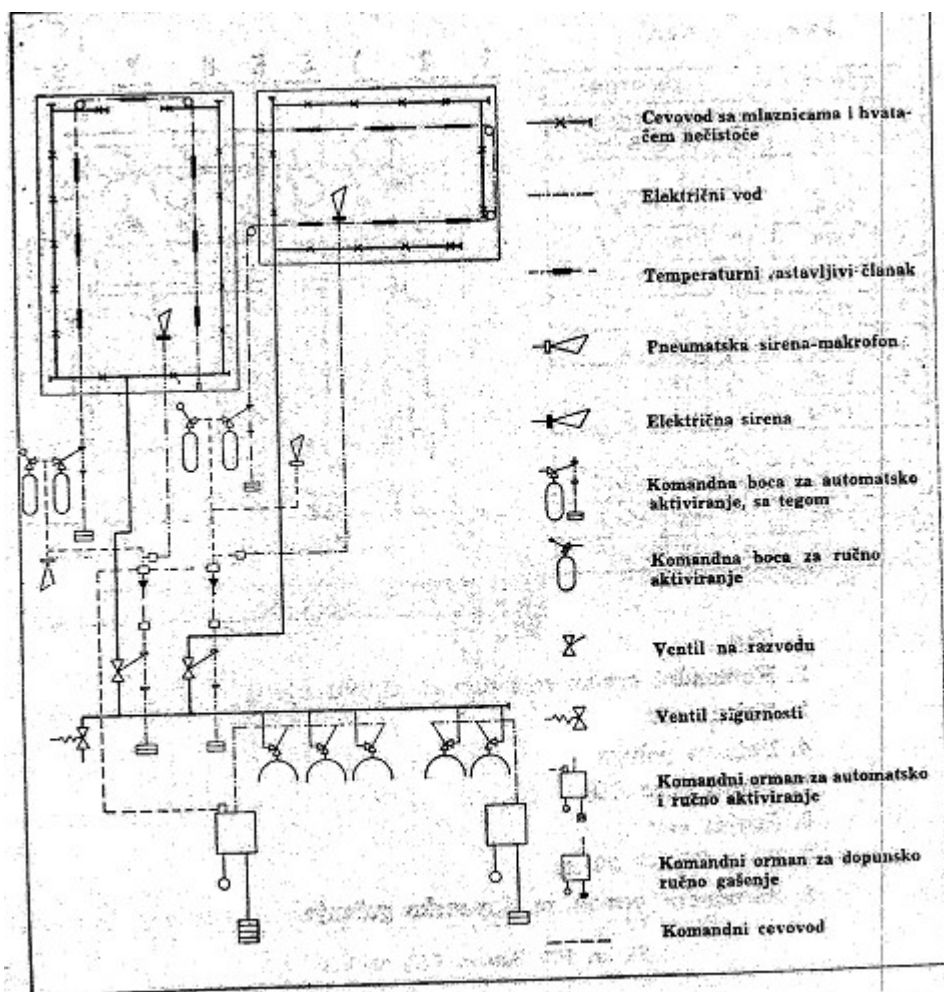 Cevovod sa mlaznicama i hvata-
čem nečistoće
Električni vod
Temperaturni ,astavljivi članak
Pneumatska sirena-makrofon
Električna sirena
Komandna boca za automatsko
aktiviranje, sa tegom
Komandna boca za ručno
aktiviranje
Ventil na razvodu
Ventil sigurnosti
Komandni orman za automatsko
i ručno aktiviranje
Komandni orman za dopunsko
ručno gašenje
Komandni cevovod